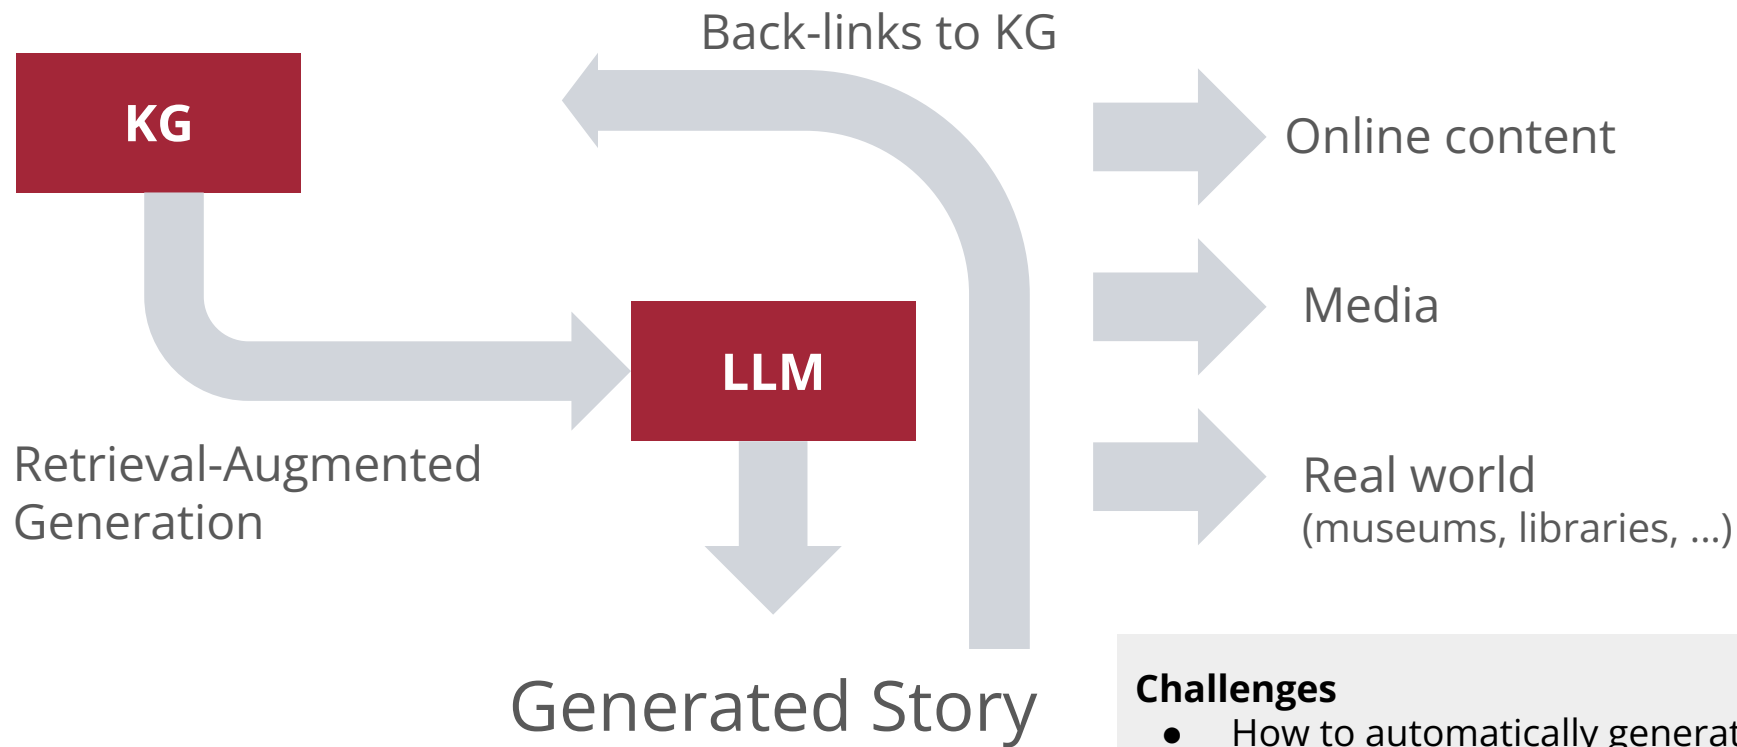 Back-links to KG
KG
Online content
Media
LLM
Retrieval-Augmented
Generation
Real world
(museums, libraries, ...)
Generated Story
Challenges
● How to automatically